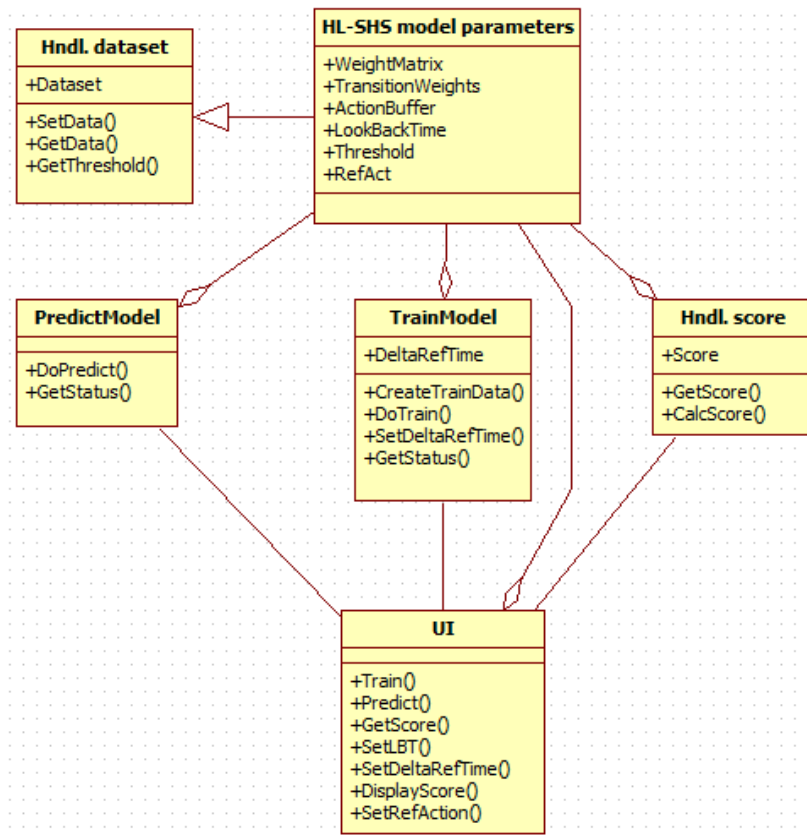 Hndl. dataset
+Dataset
+SetData()
+GetData()
+GetThreshold()
HL-SHS model parameters
+WeightMatrix
+TransitionWeights
+ActionBuffer
+LookBackTime
+Threshold
+RefAct
PredictModel
+DoPredict()
+GetStatus()
TrainModel
+DeltaRefTime
+CreateTrainData()
+DoTrain()
+SetDeltaRefTime()
+GetStatus()
Hndl. score
+Score
+GetScore()
+CalcScore()
UI
+Train()
+Predict()
+GetScore()
+SetLBT()
+SetDeltaRefTime()
+DisplayScore()
+SetRefAction()